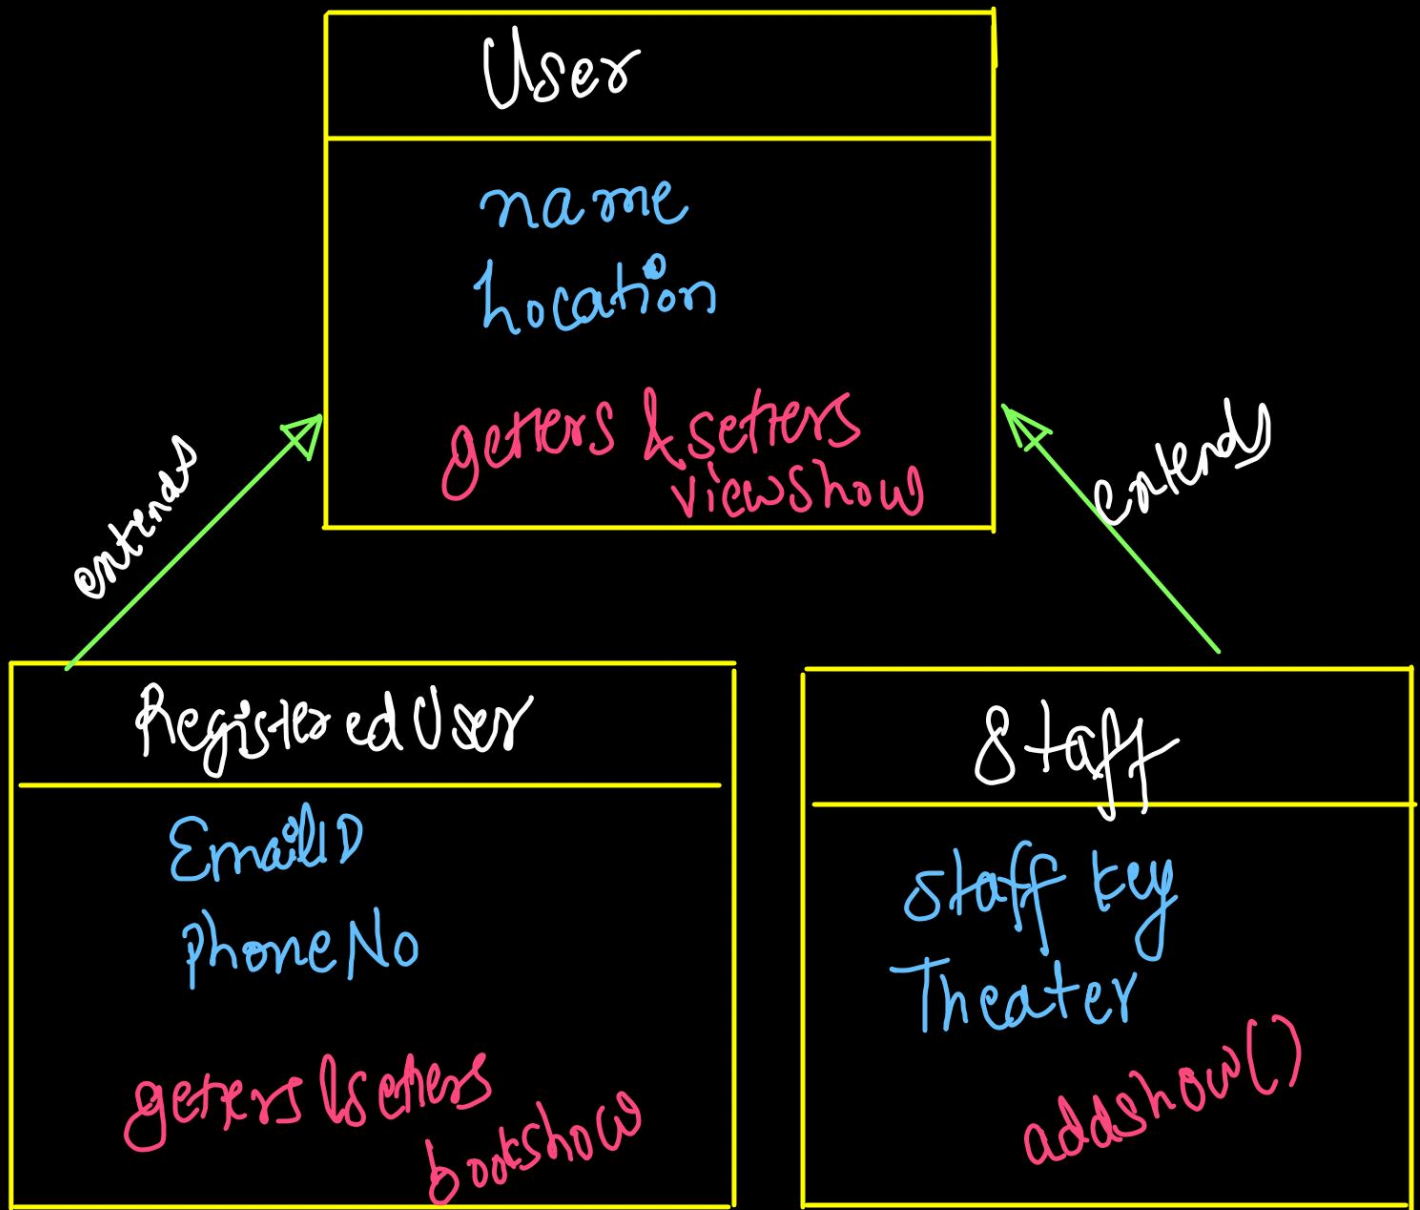 User
name
Location
getters & setters
viewshow
extends
extends
RegisteredUser
EmailID
PhoneNo
getters & setters
bookshow
Staff
Staff key
Theater
addshow()